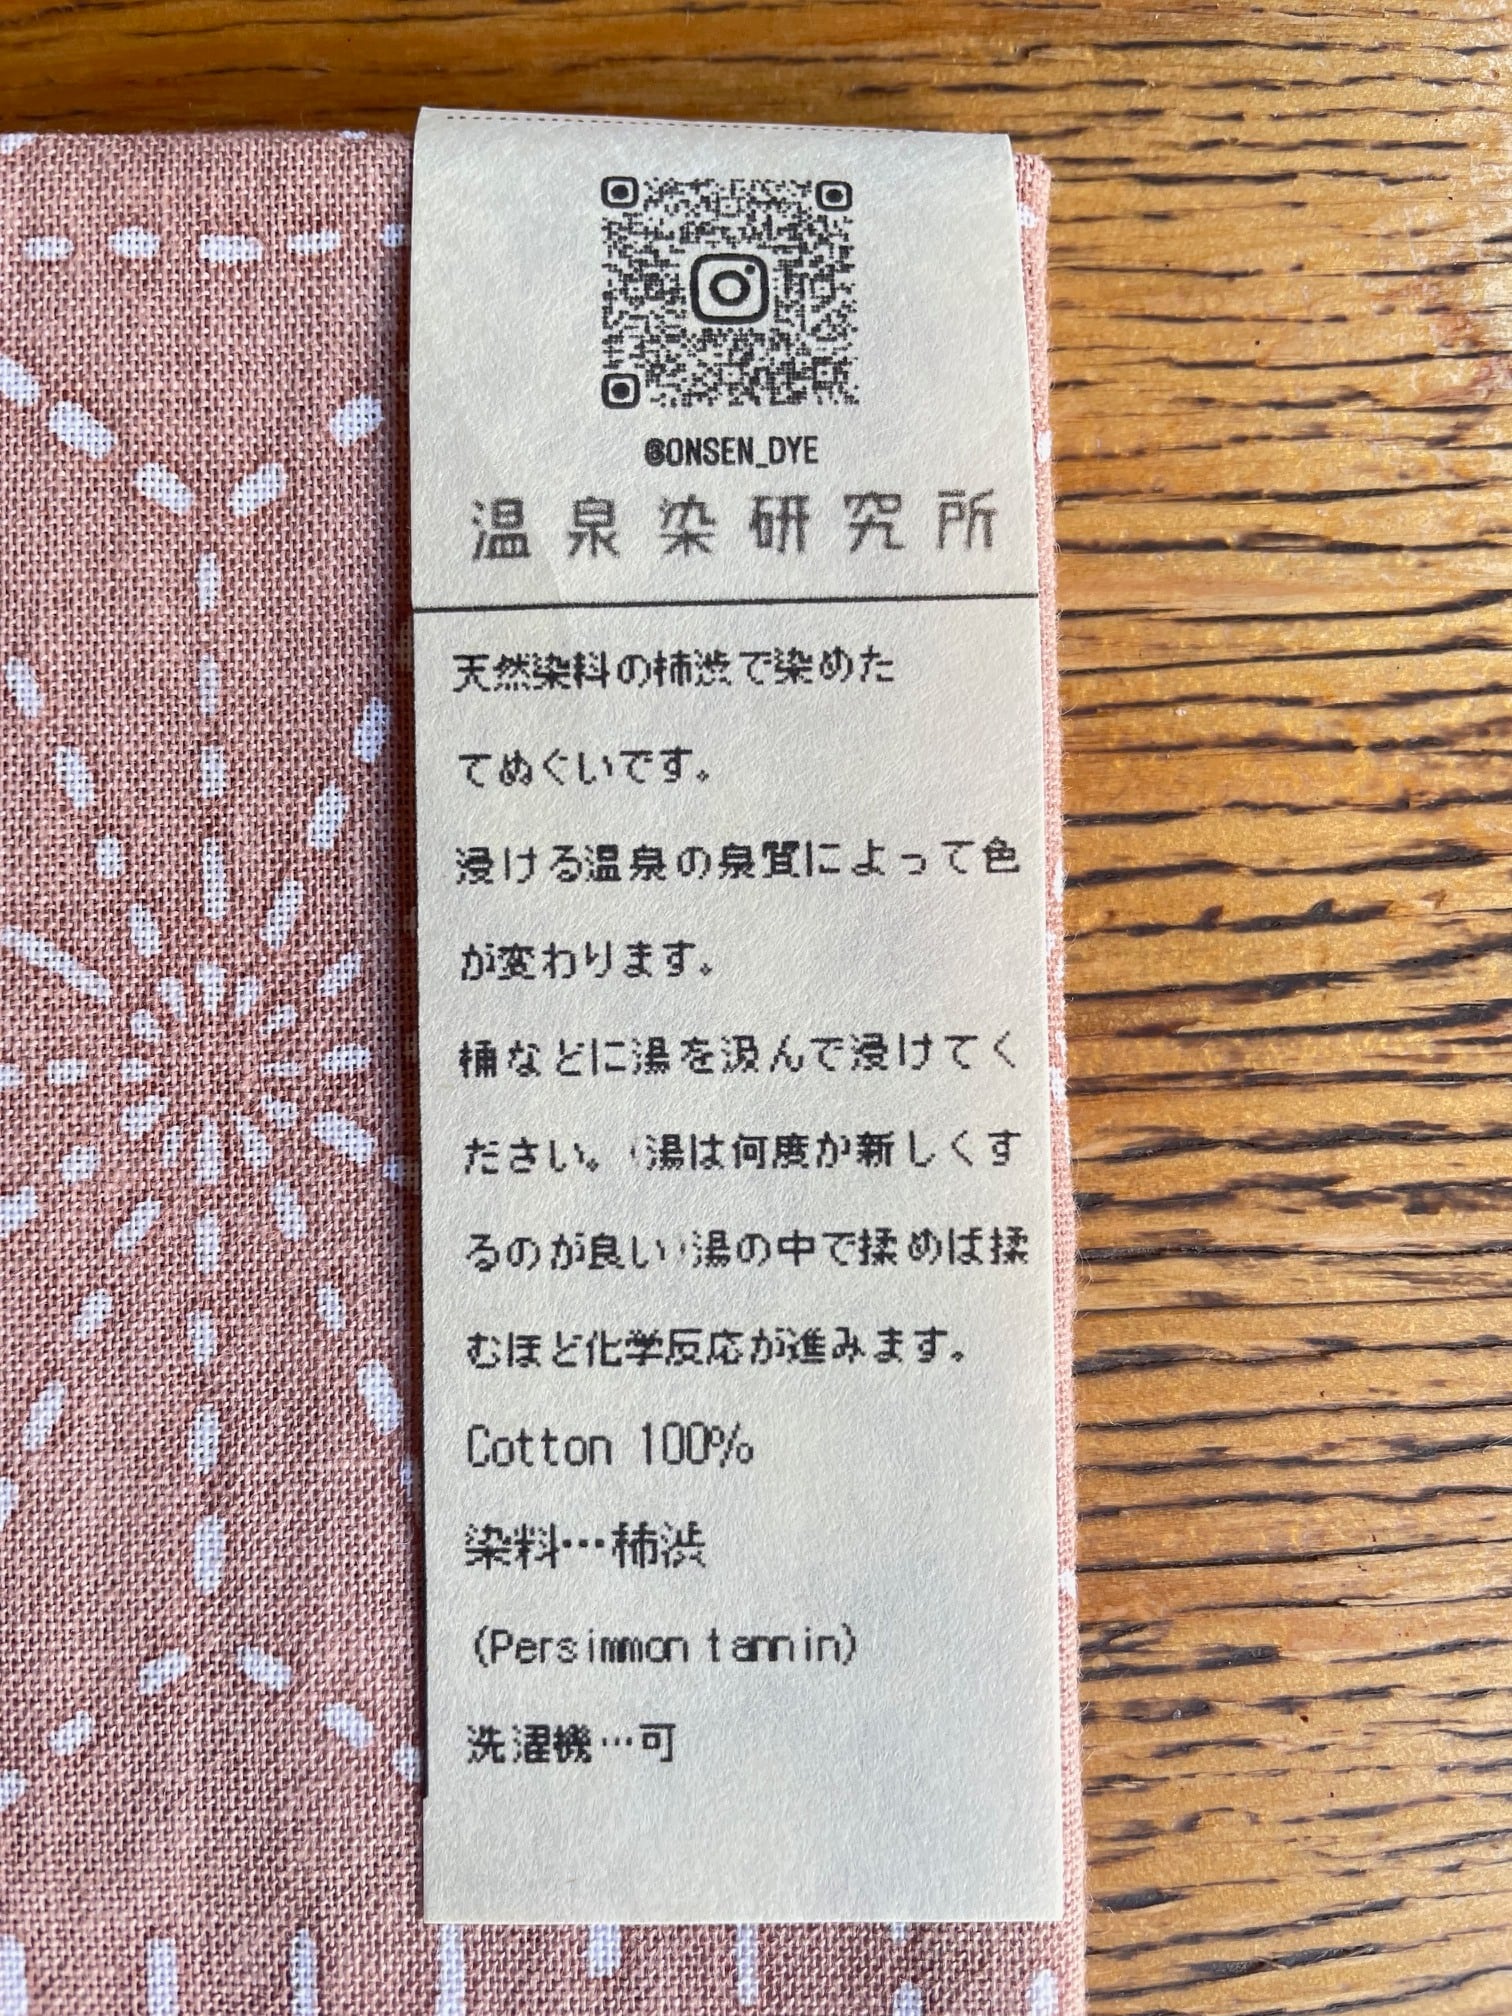 @ONSEN_DYE
温泉染研究所
天然染料の柿渋で染めた
てぬぐいです。
浸ける温泉の泉質によって色
が変わります。
桶などに湯を汲んで浸けてく
ださい。(湯は何度か新しくす
るのが良い)湯の中で揉めば揉
むほど化学反応が進みます。
Cotton 100%
染料…柿渋
(Persimmon tannin)
洗濯機…可